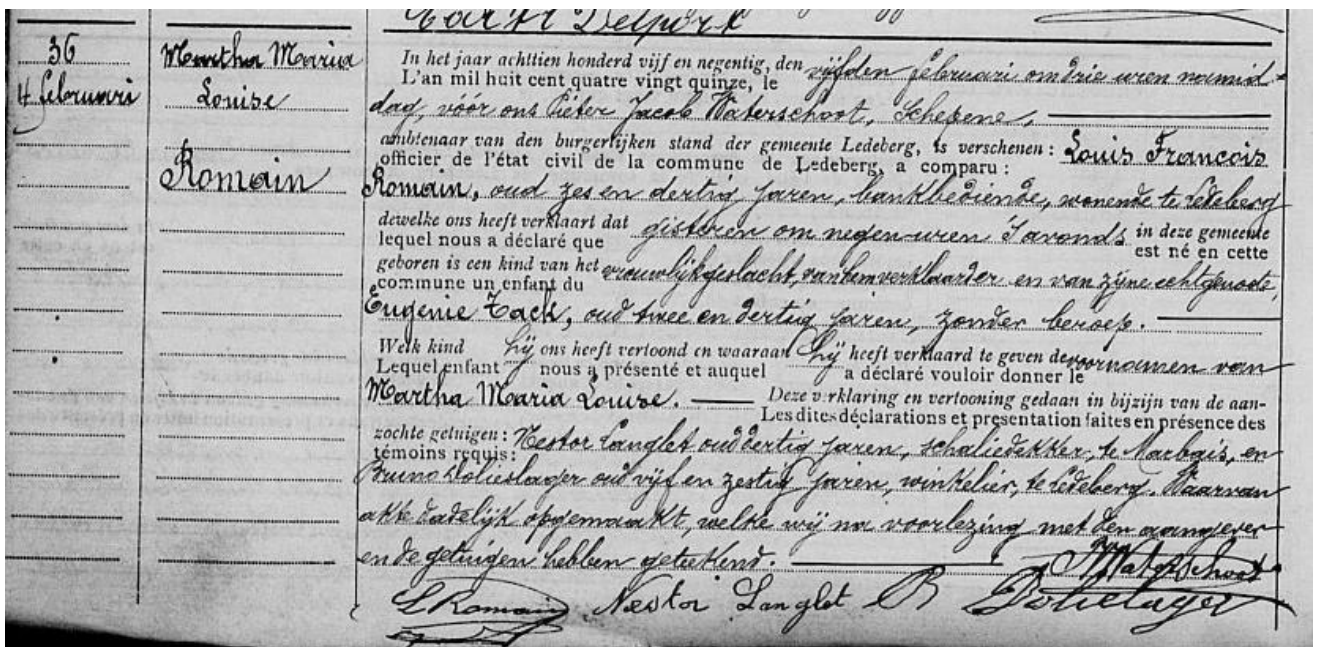 Karel Delport
36
4 februari
Martha Maria
Louise
Romain
In het jaar achttien honderd vijf en negentig, den
L'an mil huit cent quatre vingt quinze, le
vijfden februari om drie uren namid-
dag, vóór ons Pieter Jacob Waterschoot, Schepene,
ambtenaar van den burgerlijken stand der gemeente Ledeberg, is verschenen :
officier de l'état civil de la commune de Ledeberg, a comparu :
Louis François
Romain, oud zes en dertig jaren, bankbediende, wonende te Ledeberg
dewelke ons heeft verklaart dat
lequel nous a déclaré que
gisteren om negen uren 's avonds
in deze gemeente
est né en cette
geboren is een kind van het
commune un enfant du
vrouwlijk geslacht, van hem verklaarder en van zijne echtgenoote,
Eugenie Tack, oud twee en dertig jaren, zonder beroep.
Welk kind hij ons heeft vertoond en waaraan hij heeft verklaard te geven de voornamen van
Lequel enfant nous a présenté et auquel a déclaré vouloir donner le
Martha Maria Louise.
Deze verklaring en vertooning gedaan in bijzijn van de aan-
Les dites déclarations et presentation faites en présence des
zochte getuigen :
témoins requis :
Nestor Langlet oud dertig jaren, schaliedekker, te Marbais, en
Bruno Dolieslager oud vijf en zestig jaren, winkelier, te Ledeberg. Waarvan
akte dadelijk opgemaakt, welke wij na voorlezing met den aangever
en de getuigen hebben geteekend.
Waterschoot
L Romain Nestor Langlet B Dolieslager